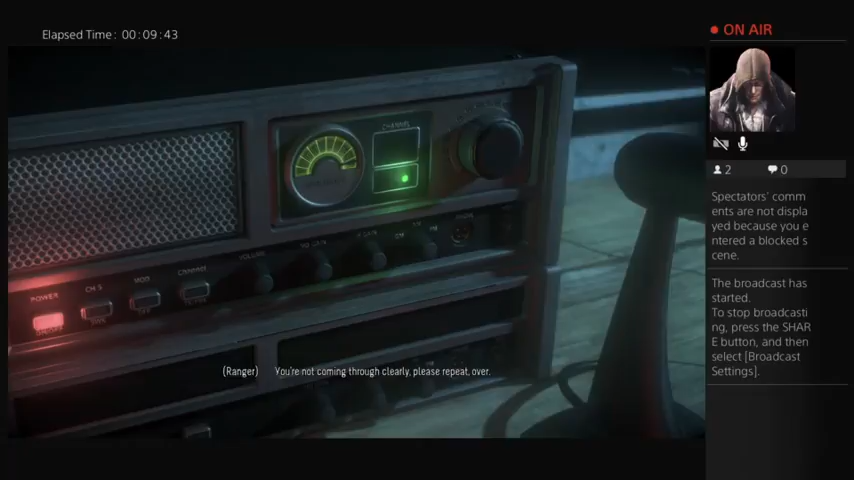 Elapsed Time: 00:09:43
ON AIR
CHANNEL
2
0
Spectators' comm
ents are not displa
yed because you e
ntered a blocked s
cene.
The broadcast has
started.
To stop broadcasti
ng, press the SHAR
E button, and then
select [Broadcast
Settings].
VOLUME
CHANNEL
MOD
CH 5
POWER
(Ranger) You're not coming through clearly, please repeat, over.